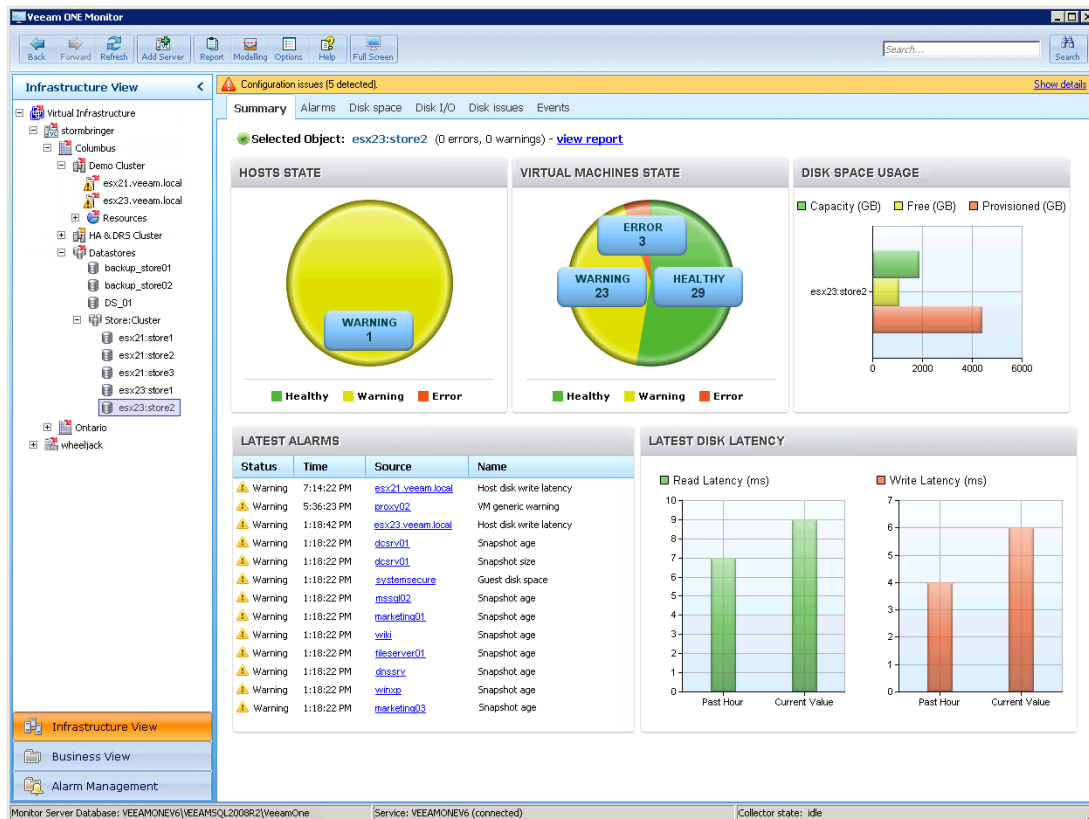 Veeam ONE Monitor
Back Forward Refresh Add Server Report Modelling Options Help Full Screen Search... Search
Infrastructure View
Configuration issues (5 detected). Show details
Summary Alarms Disk space Disk I/O Disk issues Events
Selected Object: esx23:store2 (0 errors, 0 warnings) - view report
Virtual Infrastructure
stormbringer
Columbus
Demo Cluster
esx21.veeam.local
esx23.veeam.local
Resources
HA & DRS Cluster
Datastores
backup_store01
backup_store02
DS_01
Store:Cluster
esx21:store1
esx21:store2
esx21:store3
esx23:store1
esx23:store2
Ontario
wheeljack
Infrastructure View
Business View
Alarm Management
HOSTS STATE
WARNING
1
Healthy Warning Error
VIRTUAL MACHINES STATE
ERROR
3
WARNING
23
HEALTHY
29
Healthy Warning Error
DISK SPACE USAGE
Capacity (GB) Free (GB) Provisioned (GB)
esx23:store2
0 2000 4000 6000
LATEST ALARMS
Status Time Source Name
Warning 7:14:22 PM esx21.veeam.local Host disk write latency
Warning 5:36:23 PM proxy02 VM generic warning
Warning 1:18:42 PM esx23.veeam.local Host disk write latency
Warning 1:18:22 PM dcsrv01 Snapshot age
Warning 1:18:22 PM dcsrv01 Snapshot size
Warning 1:18:22 PM systemsecure Guest disk space
Warning 1:18:22 PM mssql02 Snapshot age
Warning 1:18:22 PM marketing01 Snapshot age
Warning 1:18:22 PM wiki Snapshot age
Warning 1:18:22 PM fileserver01 Snapshot age
Warning 1:18:22 PM dnssrv Snapshot age
Warning 1:18:22 PM winxp Snapshot age
Warning 1:18:22 PM marketing03 Snapshot age
LATEST DISK LATENCY
Read Latency (ms)
10
9
8
7
6
5
4
3
2
1
0
Past Hour Current Value
Write Latency (ms)
7
6
5
4
3
2
1
0
Past Hour Current Value
Monitor Server Database: VEEAMONEV6\VEEAMSQL2008R2\VeeamOne Service: VEEAMONEV6 (connected) Collector state: idle